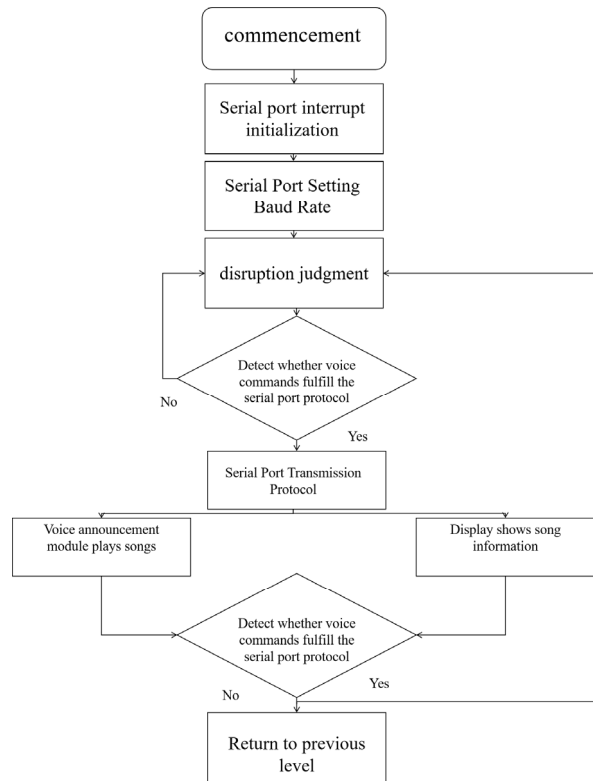 commencement
Serial port interrupt
initialization
Serial Port Setting
Baud Rate
disruption judgment
Detect whether voice
commands fulfill the
serial port protocol
No
Yes
Serial Port Transmission
Protocol
Voice announcement
module plays songs
Display shows song
information
Detect whether voice
commands fulfill the
serial port protocol
No
Yes
Return to previous
level